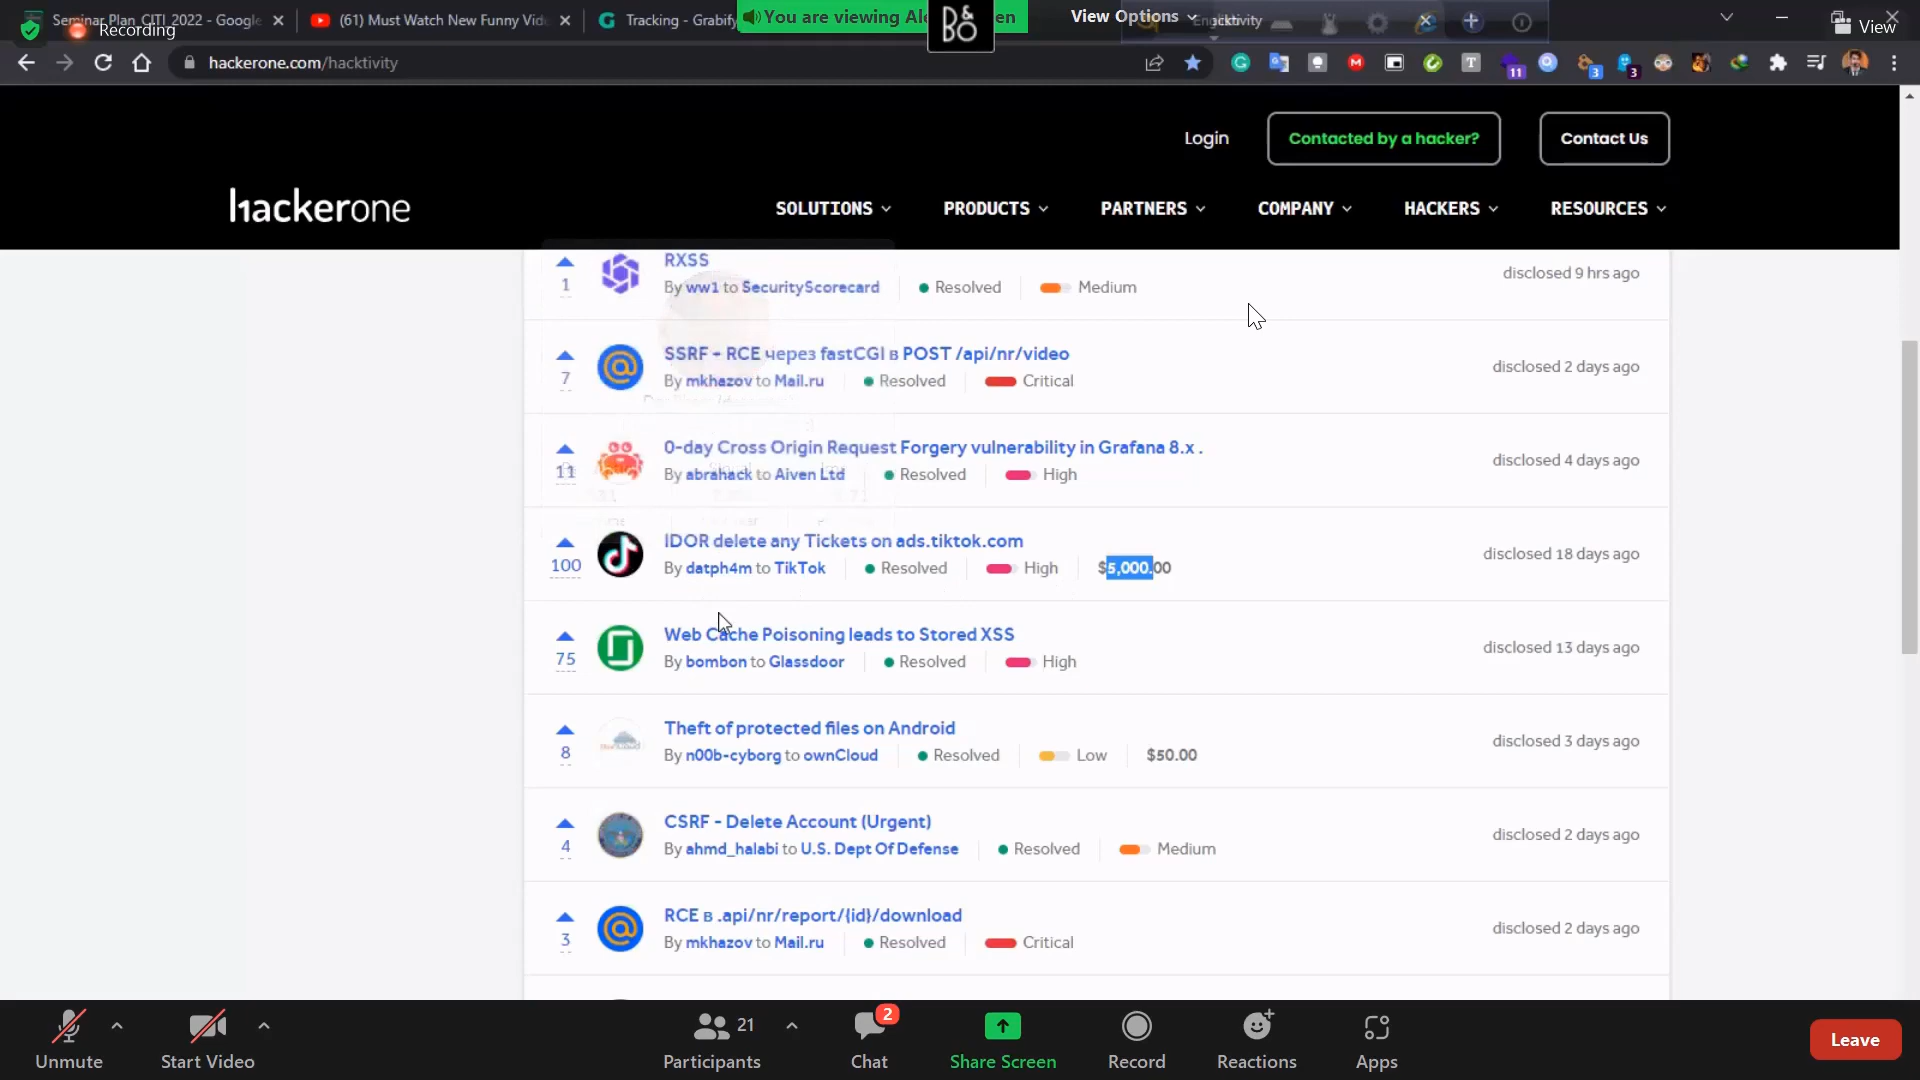 Seminar Plan_CITI_2022 - Google
(61) Must Watch New Funny Vid
Tracking - Grabify
You are viewing Al
en
B&O
View Options
acktivity
View
Recording
hackerone.com/hacktivity
11
3
3
Login
Contacted by a hacker?
Contact Us
hackerone
SOLUTIONS
PRODUCTS
PARTNERS
COMPANY
HACKERS
RESOURCES
RXSS
1
By ww1 to SecurityScorecard
Resolved
Medium
disclosed 9 hrs ago
SSRF + RCE через fastCGI в POST /api/nr/video
7
By mkhazov to Mail.ru
Resolved
Critical
disclosed 2 days ago
0-day Cross Origin Request Forgery vulnerability in Grafana 8.x .
11
By abrahack to Aiven Ltd
Resolved
High
disclosed 4 days ago
IDOR delete any Tickets on ads.tiktok.com
100
By datph4m to TikTok
Resolved
High
$5,000.00
disclosed 18 days ago
Web Cache Poisoning leads to Stored XSS
75
By bombon to Glassdoor
Resolved
High
disclosed 13 days ago
Theft of protected files on Android
8
By n00b-cyborg to ownCloud
Resolved
Low
$50.00
disclosed 3 days ago
CSRF - Delete Account (Urgent)
4
By ahmd_halabi to U.S. Dept Of Defense
Resolved
Medium
disclosed 2 days ago
RCE в .api/nr/report/{id}/download
3
By mkhazov to Mail.ru
Resolved
Critical
disclosed 2 days ago
Unmute
Start Video
21
Participants
2
Chat
Share Screen
Record
Reactions
Apps
Leave